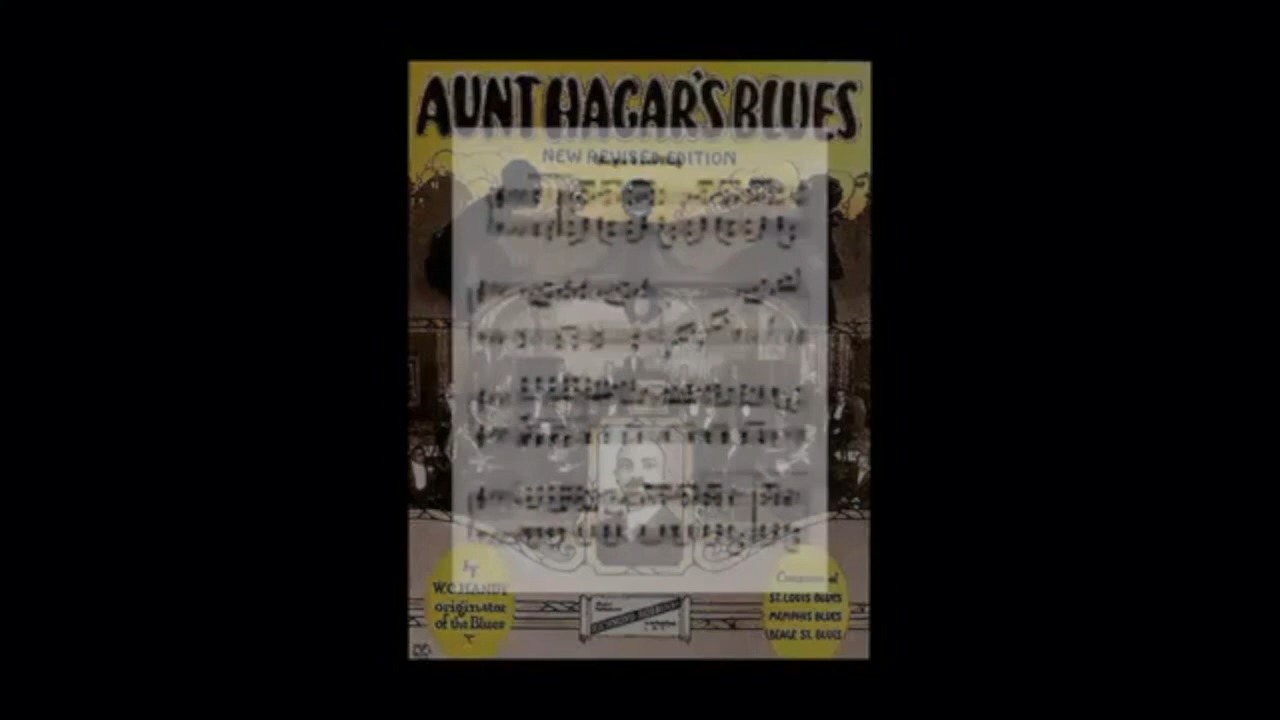 AUNT HAGAR'S BLUES
NEW REVISED EDITION
by
W.C. HANDY
originator
of the Blues
Composer of
ST. LOUIS BLUES
MEMPHIS BLUES
BEALE ST. BLUES